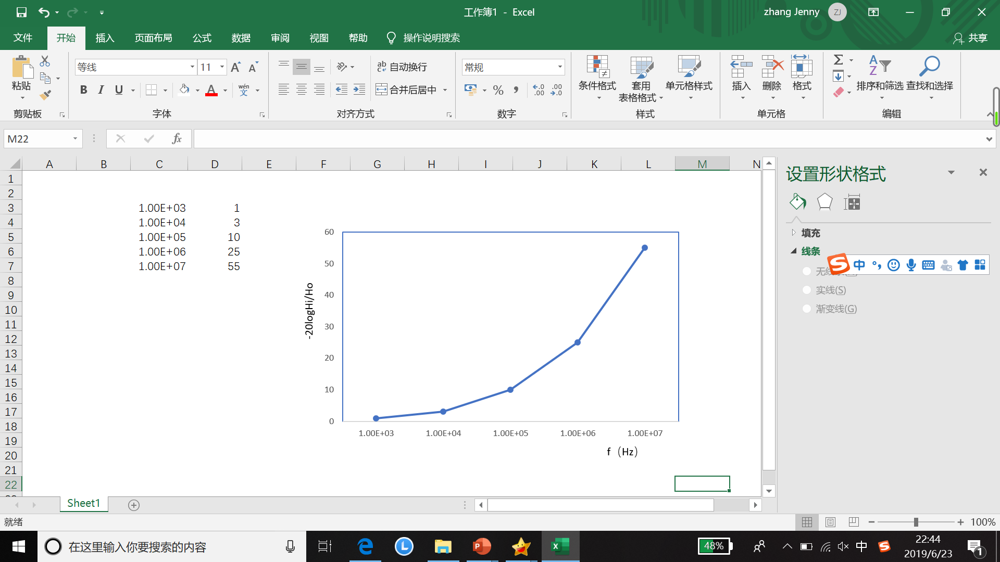 工作簿1 - Excel
zhang Jenny
ZJ
文件 开始 插入 页面布局 公式 数据 审阅 视图 帮助 操作说明搜索 共享
粘贴
剪贴板
等线 11
B I U A wén 文
字体
ab c 自动换行
合并后居中
对齐方式
常规
% , .0 .00 .00 .0
数字
条件格式 套用 表格格式 单元格样式
样式
插入 删除 格式
单元格
Σ A Z 排序和筛选 查找和选择
编辑
M22 fx
A B C D E F G H I J K L M N
1
2
3 1.00E+03 1
4 1.00E+04 3
5 1.00E+05 10
6 1.00E+06 25
7 1.00E+07 55
8
9
10
11
12
13
14
15
16
17
18
19
20
21
22
60
50
40
30
20
10
0
-20logHi/Ho
1.00E+03 1.00E+04 1.00E+05 1.00E+06 1.00E+07
f（Hz）
设置形状格式
填充
线条
S 中
实线(S)
渐变线(G)
Sheet1
就绪
100%
在这里输入你要搜索的内容
48%
中
22:44
2019/6/23
1